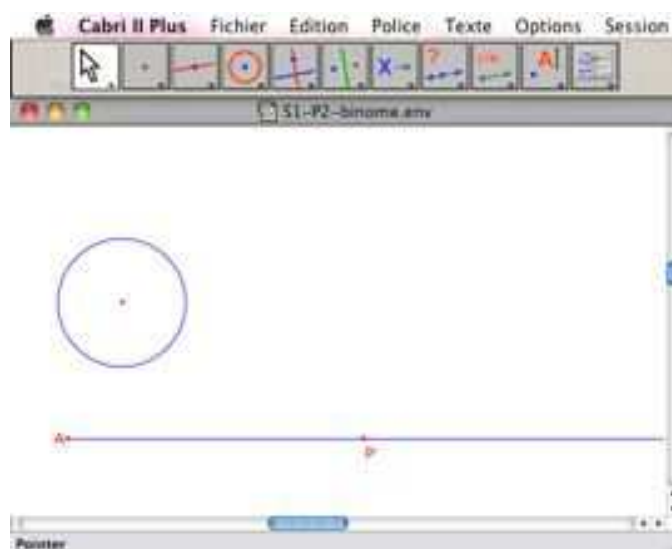 Cabri II Plus Fichier Edition Police Texte Options Session
S1-P2-binome.env
A
Pointer